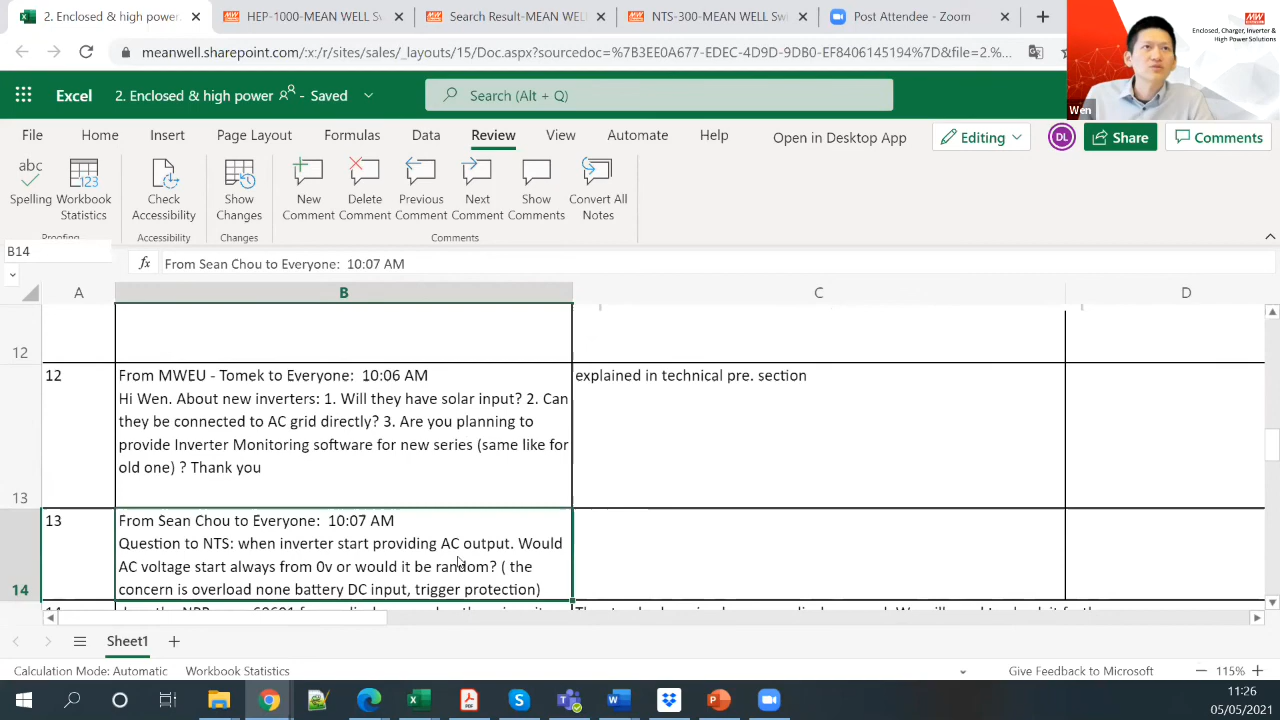 2. Enclosed & high power
HEP-1000-MEAN WELL Sw
Search Result-MEAN WELL
NTS-300-MEAN WELL Swi
Post Attendee - Zoom
meanwell.sharepoint.com/:x:/r/sites/sales/_layouts/15/Doc.aspx?sourcedoc=%7B3EE0A677-EDEC-4D9D-9DB0-EF8406145194%7D&file=2.%...
MW
Enclosed, Charger, Inverter &
High Power Solutions
Wen
Excel
2. Enclosed & high power - Saved
Search (Alt + Q)
File Home Insert Page Layout Formulas Data Review View Automate Help
Open in Desktop App
Editing
DL
Share
Comments
abc
123
Spelling
Workbook
Statistics
Check
Accessibility
Show
Changes
New
Comment
Delete
Comment
Previous
Comment
Next
Comment
Show
Comments
Convert All
Notes
Accessibility
Changes
Comments
B14
fx
From Sean Chou to Everyone: 10:07 AM
A B C D
12
12
From MWEU - Tomek to Everyone: 10:06 AM
explained in technical pre. section
Hi Wen. About new inverters: 1. Will they have solar input? 2. Can
they be connected to AC grid directly? 3. Are you planning to
provide Inverter Monitoring software for new series (same like for
old one) ? Thank you
13
13
From Sean Chou to Everyone: 10:07 AM
Question to NTS: when inverter start providing AC output. Would
AC voltage start always from 0v or would it be random? ( the
concern is overload none battery DC input, trigger protection)
14
Sheet1
Calculation Mode: Automatic
Workbook Statistics
Give Feedback to Microsoft
115%
11:26
05/05/2021